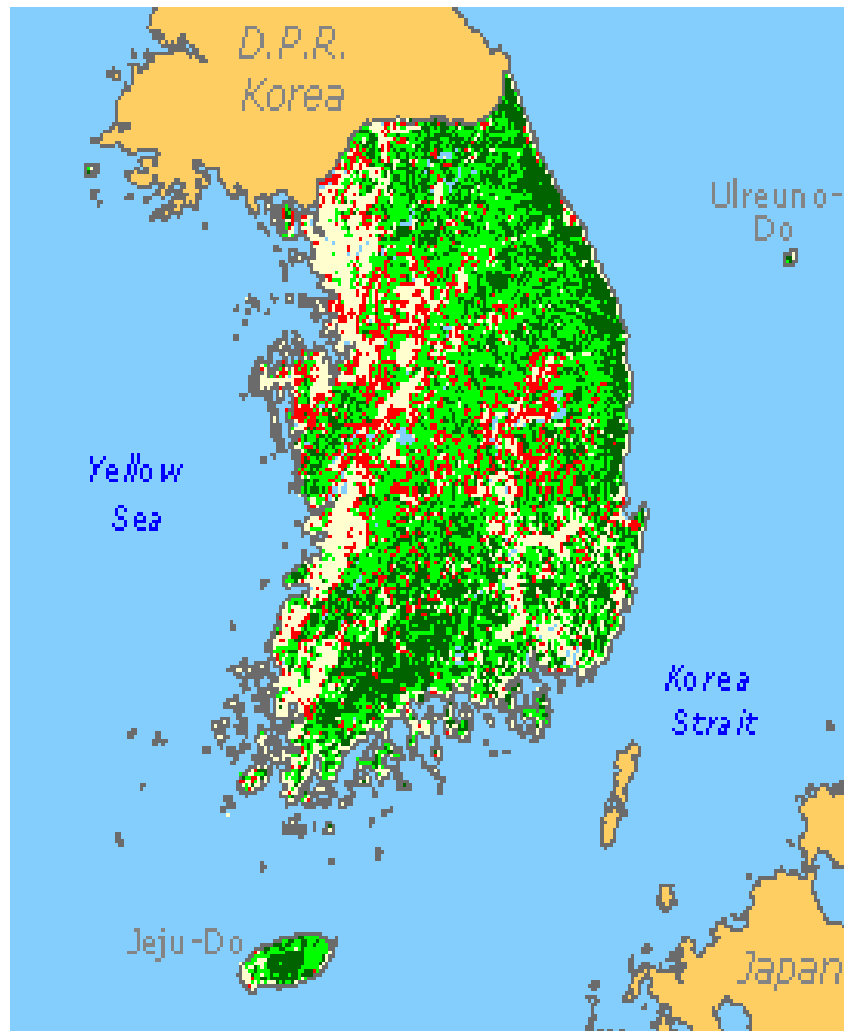 D.P.R.
Korea
Ulreuno-
Do
Yellow
Sea
Korea
Strait
Jeju-Do
Japan